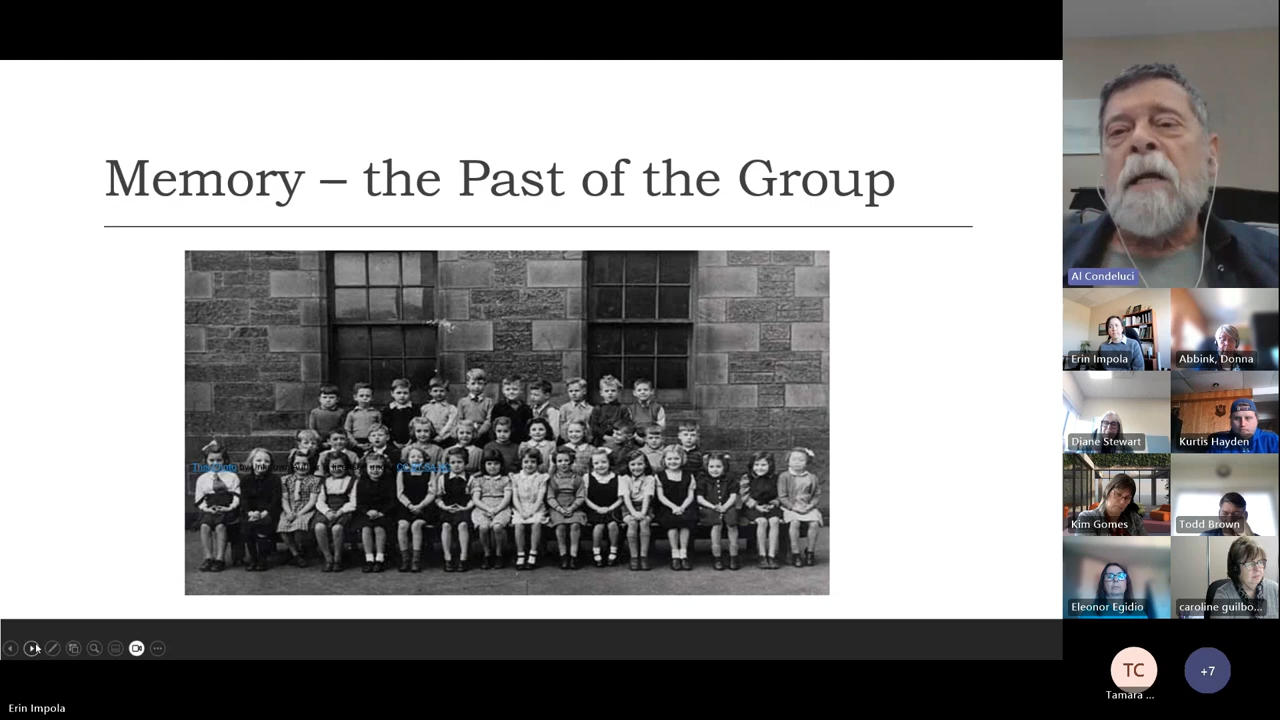 Memory – the Past of the Group
Al Condeluci
Erin Impola
Abbink, Donna
Diane Stewart
Kurtis Hayden
Kim Gomes
Todd Brown
Eleonor Egidio
caroline guilbo...
TC
+7
Tamara ...
Erin Impola